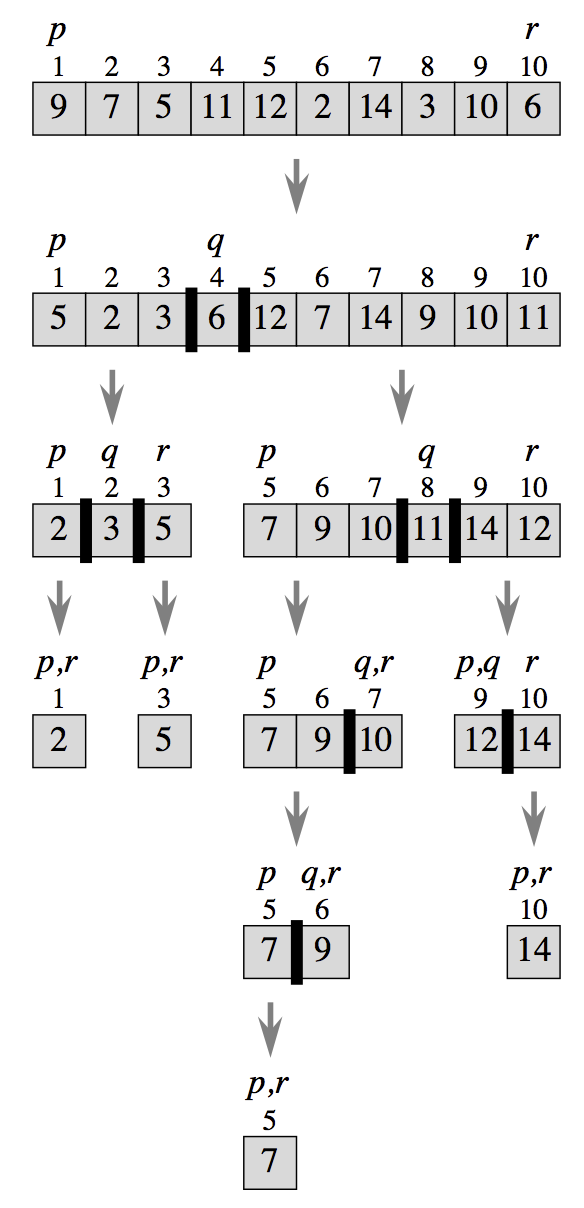 p r
1 2 3 4 5 6 7 8 9 10
9 7 5 11 12 2 14 3 10 6
p q r
1 2 3 4 5 6 7 8 9 10
5 2 3 6 12 7 14 9 10 11
p q r p q r
1 2 3 5 6 7 8 9 10
2 3 5 7 9 10 11 14 12
p,r p,r p q,r p,q r
1 3 5 6 7 9 10
2 5 7 9 10 12 14
p q,r p,r
5 6 10
7 9 14
p,r
5
7